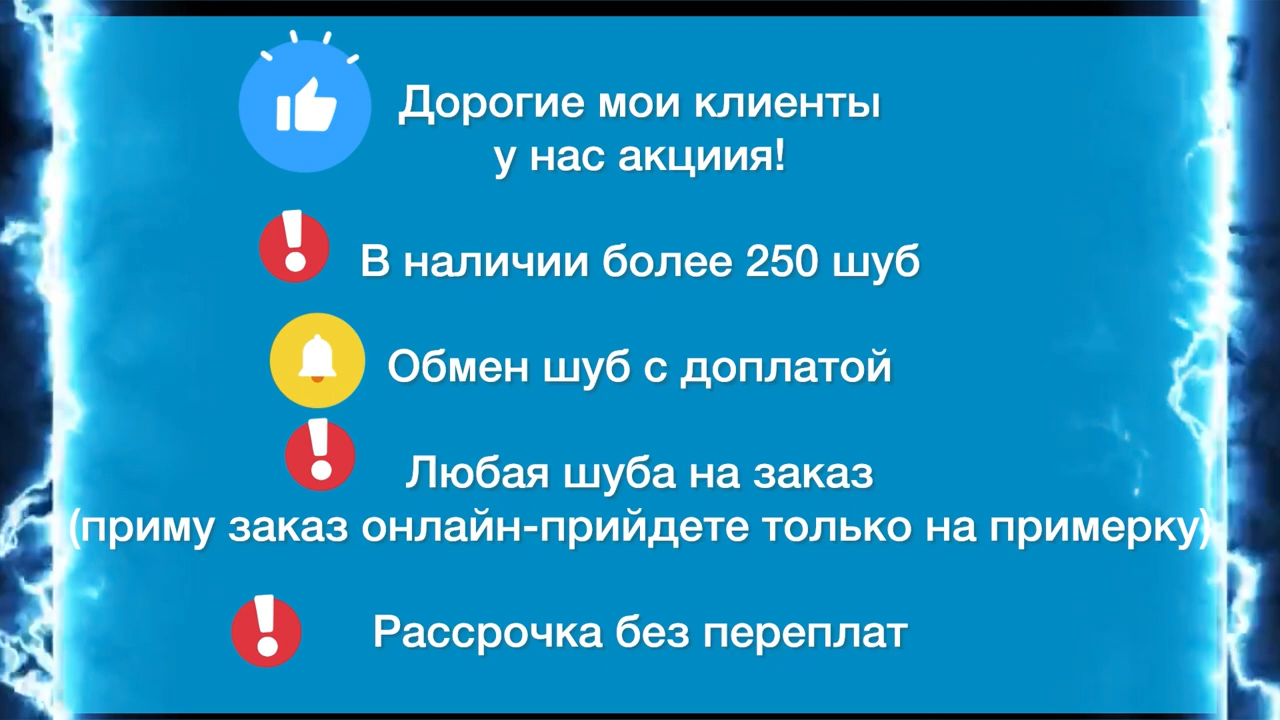 Дорогие мои клиенты
у нас акциия!
В наличии более 250 шуб
Обмен шуб с доплатой
Любая шуба на заказ
(приму заказ онлайн-прийдете только на примерку)
Рассрочка без переплат